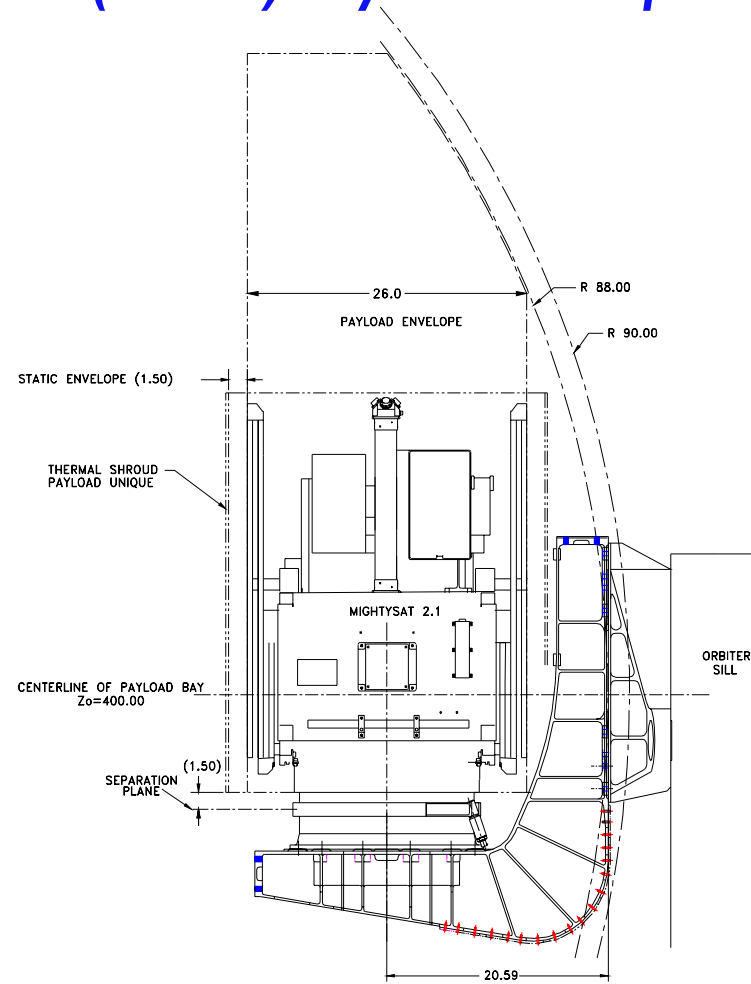 26.0
R 88.00
PAYLOAD ENVELOPE
R 90.00
STATIC ENVELOPE (1.50)
THERMAL SHROUD
PAYLOAD UNIQUE
MIGHTYSAT 2.1
ORBITER
SILL
CENTERLINE OF PAYLOAD BAY
Zo=400.00
(1.50)
SEPARATION
PLANE
20.59